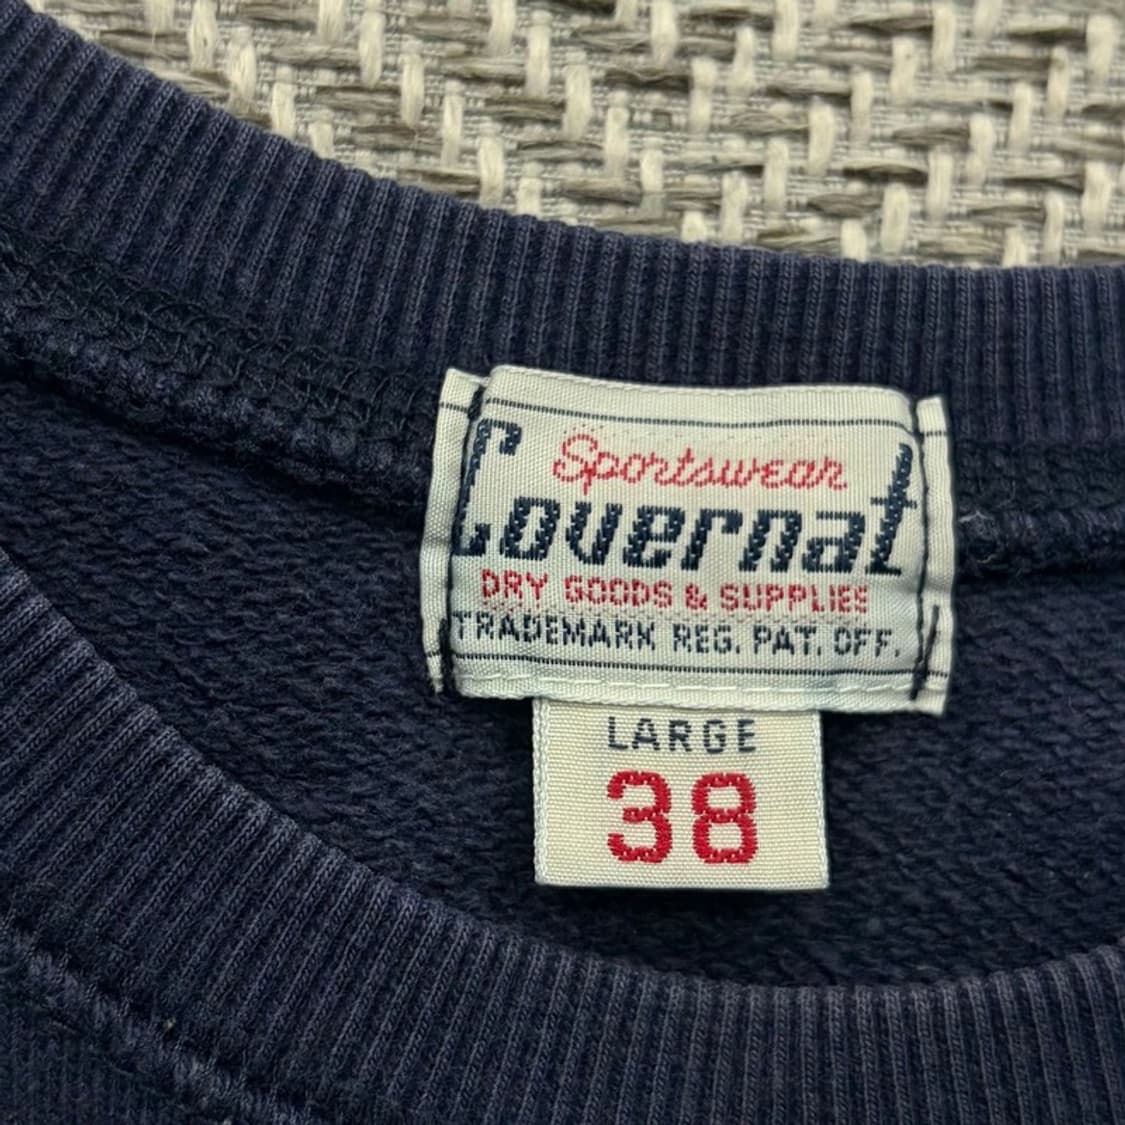 Sportswear
Covernat
DRY GOODS & SUPPLIES
TRADEMARK REG. PAT. OFF.
LARGE
38